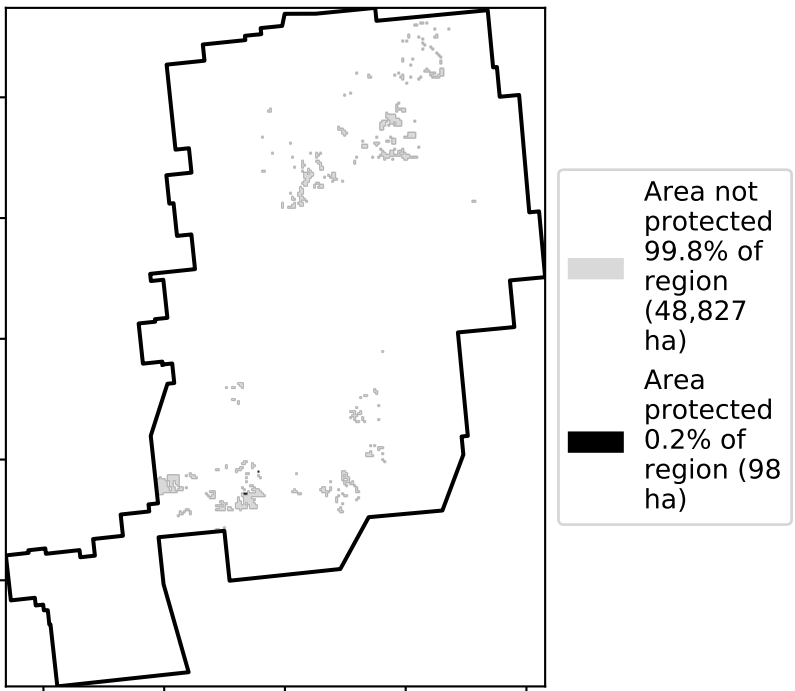 Area not
protected
99.8% of
region
(48,827
ha)
Area
protected
0.2% of
region (98
ha)